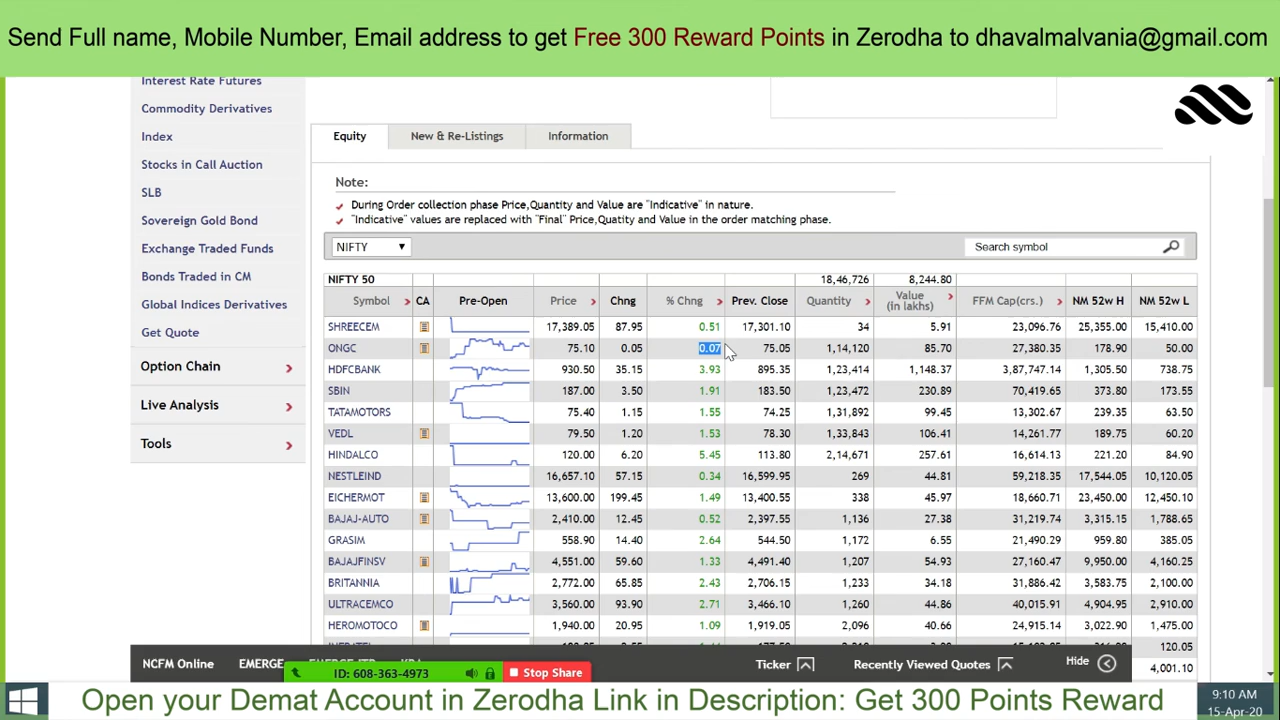 Send Full name, Mobile Number, Email address to get Free 300 Reward Points in Zerodha to dhavalmalvania@gmail.com
Interest Rate Futures
Commodity Derivatives
Index
Stocks in Call Auction
SLB
Sovereign Gold Bond
Exchange Traded Funds
Bonds Traded in CM
Global Indices Derivatives
Get Quote
Option Chain
Live Analysis
Tools
Equity New & Re-Listings Information
Note:
During Order collection phase Price,Quantity and Value are "Indicative" in nature.
"Indicative" values are replaced with "Final" Price,Quatity and Value in the order matching phase.
NIFTY Search symbol
NIFTY 50 18,46,726 8,244.80
Symbol CA Pre-Open Price Chng % Chng Prev. Close Quantity Value (in lakhs) FFM Cap(crs.) NM 52w H NM 52w L
SHREECEM 17,389.05 87.95 0.51 17,301.10 34 5.91 23,096.76 25,355.00 15,410.00
ONGC 75.10 0.05 0.07 75.05 1,14,120 85.70 27,380.35 178.90 50.00
HDFCBANK 930.50 35.15 3.93 895.35 1,23,414 1,148.37 3,87,747.14 1,305.50 738.75
SBIN 187.00 3.50 1.91 183.50 1,23,472 230.89 70,419.65 373.80 173.55
TATAMOTORS 75.40 1.15 1.55 74.25 1,31,892 99.45 13,302.67 239.35 63.50
VEDL 79.50 1.20 1.53 78.30 1,33,843 106.41 14,261.77 189.75 60.20
HINDALCO 120.00 6.20 5.45 113.80 2,14,671 257.61 16,614.13 221.20 84.90
NESTLEIND 16,657.10 57.15 0.34 16,599.95 269 44.81 59,218.35 17,544.05 10,120.05
EICHERMOT 13,600.00 199.45 1.49 13,400.55 338 45.97 18,660.71 23,450.00 12,450.10
BAJAJ-AUTO 2,410.00 12.45 0.52 2,397.55 1,136 27.38 31,219.74 3,315.15 1,788.65
GRASIM 558.90 14.40 2.64 544.50 1,172 6.55 21,490.29 959.80 385.05
BAJAJFINSV 4,551.00 59.60 1.33 4,491.40 1,207 54.93 27,160.47 9,950.00 4,160.25
BRITANNIA 2,772.00 65.85 2.43 2,706.15 1,233 34.18 31,886.42 3,583.75 2,100.00
ULTRACEMCO 3,560.00 93.90 2.71 3,466.10 1,260 44.86 40,015.91 4,904.95 2,910.00
HEROMOTOCO 1,940.00 20.95 1.09 1,919.05 2,096 40.66 24,914.93 3,022.90 1,475.00
120.05
4,001.10
NCFM Online EMERGE Ticker Recently Viewed Quotes Hide
ID: 608-363-4973 Stop Share
Open your Demat Account in Zerodha Link in Description: Get 300 Points Reward
9:10 AM
15-Apr-20